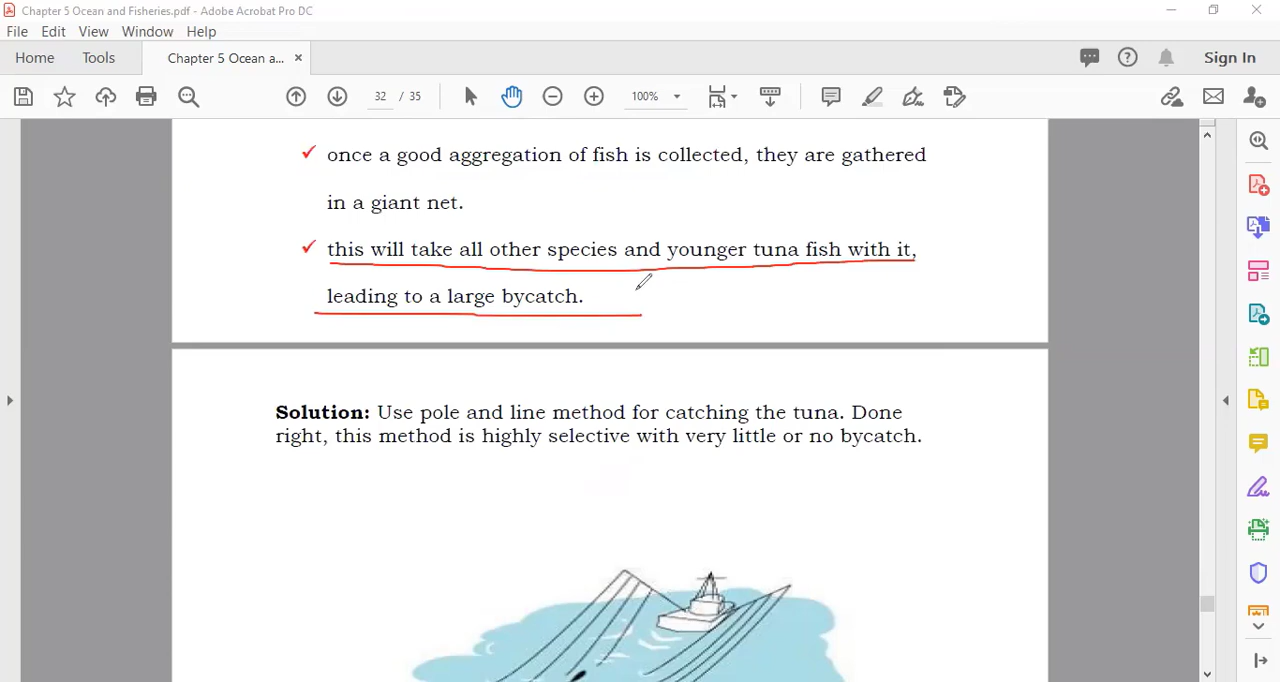 Chapter 5 Ocean and Fisheries.pdf - Adobe Acrobat Pro DC
File Edit View Window Help
Home Tools Chapter 5 Ocean a... × Sign In
32 / 35 100%
once a good aggregation of fish is collected, they are gathered
in a giant net.
this will take all other species and younger tuna fish with it,
leading to a large bycatch.
Solution: Use pole and line method for catching the tuna. Done
right, this method is highly selective with very little or no bycatch.